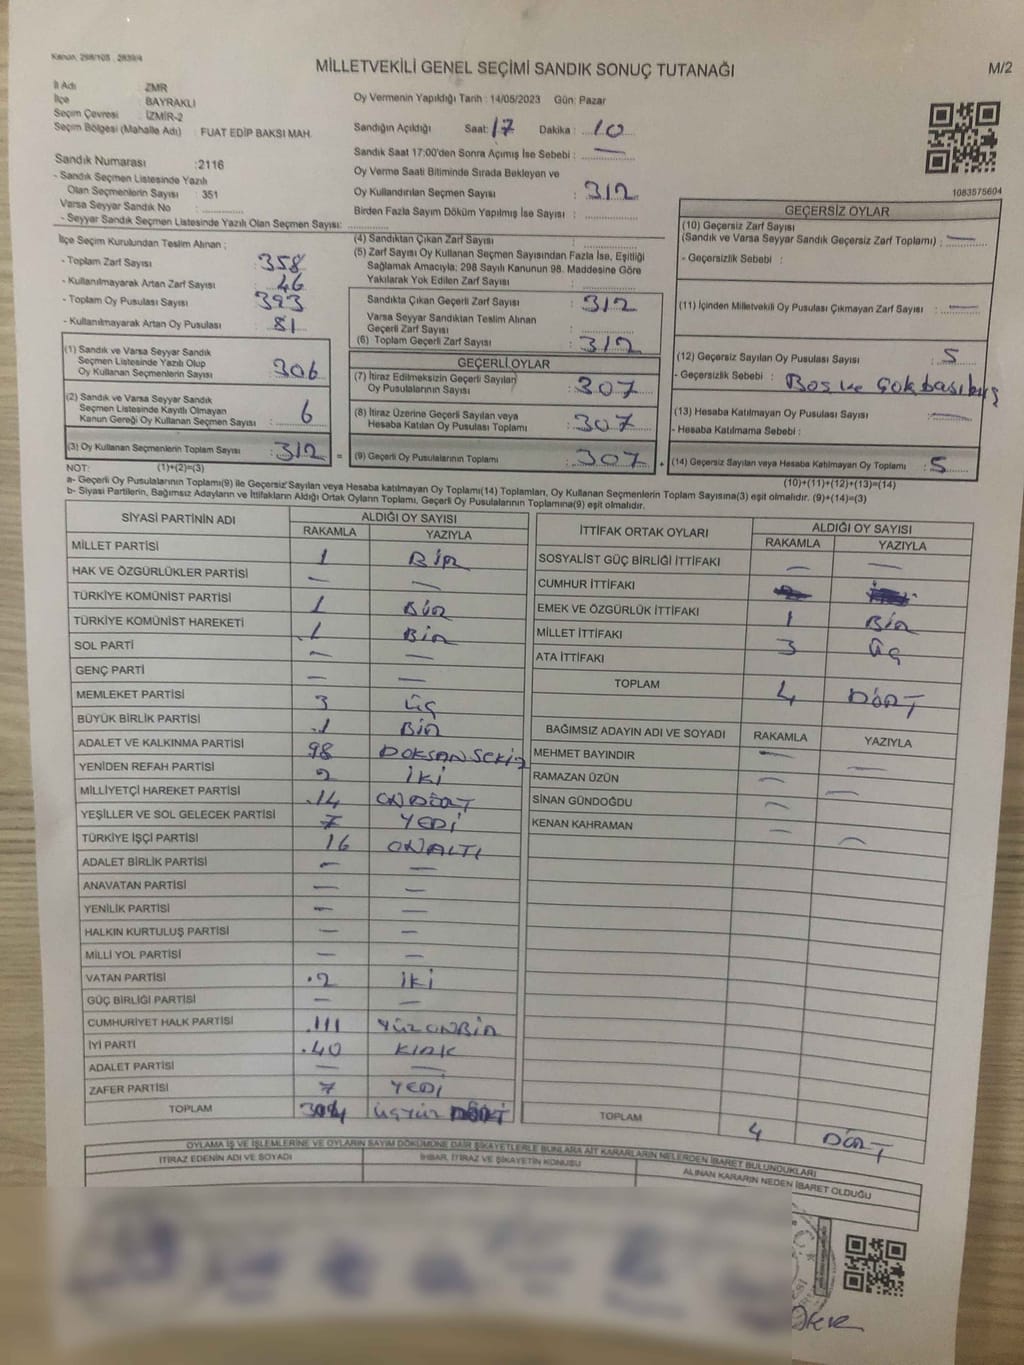 Kanun, 298/105 , 2839/4
MİLLETVEKİLİ GENEL SEÇİMİ SANDIK SONUÇ TUTANAĞI
M/2
İl Adı : ZMR
İlçe : BAYRAKLI
Seçim Çevresi : İZMİR-2
Seçim Bölgesi (Mahalle Adı) : FUAT EDİP BAKSI MAH.
Sandık Numarası : 2116
- Sandık Seçmen Listesinde Yazılı
Olan Seçmenlerin Sayısı : 351
Varsa Seyyar Sandık No :
- Seyyar Sandık Seçmen Listesinde Yazılı Olan Seçmen Sayısı:
Oy Vermenin Yapıldığı Tarih : 14/05/2023 Gün: Pazar
Sandığın Açıldığı Saat: 17 Dakika : 10
Sandık Saat 17:00'den Sonra Açımış İse Sebebi : —
Oy Verme Saati Bitiminde Sırada Bekleyen ve
Oy Kullandırılan Seçmen Sayısı : 312
Birden Fazla Sayım Döküm Yapılmış İse Sayısı :
1083575604
İlçe Seçim Kurulundan Teslim Alınan ;
- Toplam Zarf Sayısı : 358
- Kullanılmayarak Artan Zarf Sayısı : 46
- Toplam Oy Pusulası Sayısı : 393
- Kullanılmayarak Artan Oy Pusulası : 81
(1) Sandık ve Varsa Seyyar Sandık
Seçmen Listesinde Yazılı Olup
Oy Kullanan Seçmenlerin Sayısı : 306
(2) Sandık ve Varsa Seyyar Sandık
Seçmen Listesinde Kayıtlı Olmayan
Kanun Gereği Oy Kullanan Seçmen Sayısı : 6
(3) Oy Kullanan Seçmenlerin Toplam Sayısı : 312 =
(4) Sandıktan Çıkan Zarf Sayısı :
(5) Zarf Sayısı Oy Kullanan Seçmen Sayısından Fazla İse, Eşitliği
Sağlamak Amacıyla; 298 Sayılı Kanunun 98. Maddesine Göre
Yakılarak Yok Edilen Zarf Sayısı :
Sandıkta Çıkan Geçerli Zarf Sayısı : 312
Varsa Seyyar Sandıktan Teslim Alınan
Geçerli Zarf Sayısı :
(6) Toplam Geçerli Zarf Sayısı : 312
GEÇERLİ OYLAR
(7) İtiraz Edilmeksizin Geçerli Sayılan
Oy Pusulalarının Sayısı : 307
(8) İtiraz Üzerine Geçerli Sayılan veya
Hesaba Katılan Oy Pusulası Toplamı : 307
(9) Geçerli Oy Pusulalarının Toplamı : 307 +
GEÇERSİZ OYLAR
(10) Geçersiz Zarf Sayısı
(Sandık ve Varsa Seyyar Sandık Geçersiz Zarf Toplamı) : —
- Geçersizlik Sebebi :
(11) İçinden Milletvekili Oy Pusulası Çıkmayan Zarf Sayısı : —
(12) Geçersiz Sayılan Oy Pusulası Sayısı : 5
- Geçersizlik Sebebi : Boş ve Çok basılmış
(13) Hesaba Katılmayan Oy Pusulası Sayısı : —
- Hesaba Katılmama Sebebi :
(14) Geçersiz Sayılan veya Hesaba Katılmayan Oy Toplamı : 5
NOT: (1)+(2)=(3) (10)+(11)+(12)+(13)=(14)
a- Geçerli Oy Pusulalarının Toplamı(9) ile Geçersiz Sayılan veya Hesaba katılmayan Oy Toplamı(14) Toplamları, Oy Kullanan Seçmenlerin Toplam Sayısına(3) eşit olmalıdır. (9)+(14)=(3)
b- Siyasi Partilerin, Bağımsız Adayların ve İttifakların Aldığı Ortak Oyların Toplamı, Geçerli Oy Pusulalarının Toplamına(9) eşit olmalıdır.
SİYASİ PARTİNİN ADI ALDIĞI OY SAYISI
RAKAMLA YAZIYLA
MİLLET PARTİSİ 1 BİR
HAK VE ÖZGÜRLÜKLER PARTİSİ — —
TÜRKİYE KOMÜNİST PARTİSİ 1 BİR
TÜRKİYE KOMÜNİST HAREKETİ 1 BİR
SOL PARTİ — —
GENÇ PARTİ — —
MEMLEKET PARTİSİ 3 ÜÇ
BÜYÜK BİRLİK PARTİSİ 1 BİR
ADALET VE KALKINMA PARTİSİ 98 DOKSAN SEKİZ
YENİDEN REFAH PARTİSİ 2 İKİ
MİLLİYETÇİ HAREKET PARTİSİ 14 ONDÖRT
YEŞİLLER VE SOL GELECEK PARTİSİ 7 YEDİ
TÜRKİYE İŞÇİ PARTİSİ 16 ONALTI
ADALET BİRLİK PARTİSİ — —
ANAVATAN PARTİSİ — —
YENİLİK PARTİSİ — —
HALKIN KURTULUŞ PARTİSİ — —
MİLLİ YOL PARTİSİ — —
VATAN PARTİSİ 2 İKİ
GÜÇ BİRLİĞİ PARTİSİ — —
CUMHURİYET HALK PARTİSİ 111 YÜZONBİR
İYİ PARTİ 40 KIRK
ADALET PARTİSİ — —
ZAFER PARTİSİ 7 YEDİ
TOPLAM ÜÇYÜZ
İTTİFAK ORTAK OYLARI ALDIĞI OY SAYISI
RAKAMLA YAZIYLA
SOSYALİST GÜÇ BİRLİĞİ İTTİFAKI — —
CUMHUR İTTİFAKI
EMEK VE ÖZGÜRLÜK İTTİFAKI 1 BİR
MİLLET İTTİFAKI 3 ÜÇ
ATA İTTİFAKI
TOPLAM 4 DÖRT
BAĞIMSIZ ADAYIN ADI VE SOYADI RAKAMLA YAZIYLA
MEHMET BAYINDIR — —
RAMAZAN ÜZÜN — —
SİNAN GÜNDOĞDU —
KENAN KAHRAMAN — —
TOPLAM 4 DÖRT
OYLAMA İŞ VE İŞLEMLERİNE VE OYLARIN SAYIM DÖKÜMÜNE DAİR ŞİKAYETLERLE BUNLARA AİT KARARLARIN NELERDEN İBARET BULUNDUKLARI
İTİRAZ EDENİN ADI VE SOYADI İHBAR, İTİRAZ VE ŞİKAYETİN KONUSU ALINAN KARARIN NEDEN İBARET OLDUĞU